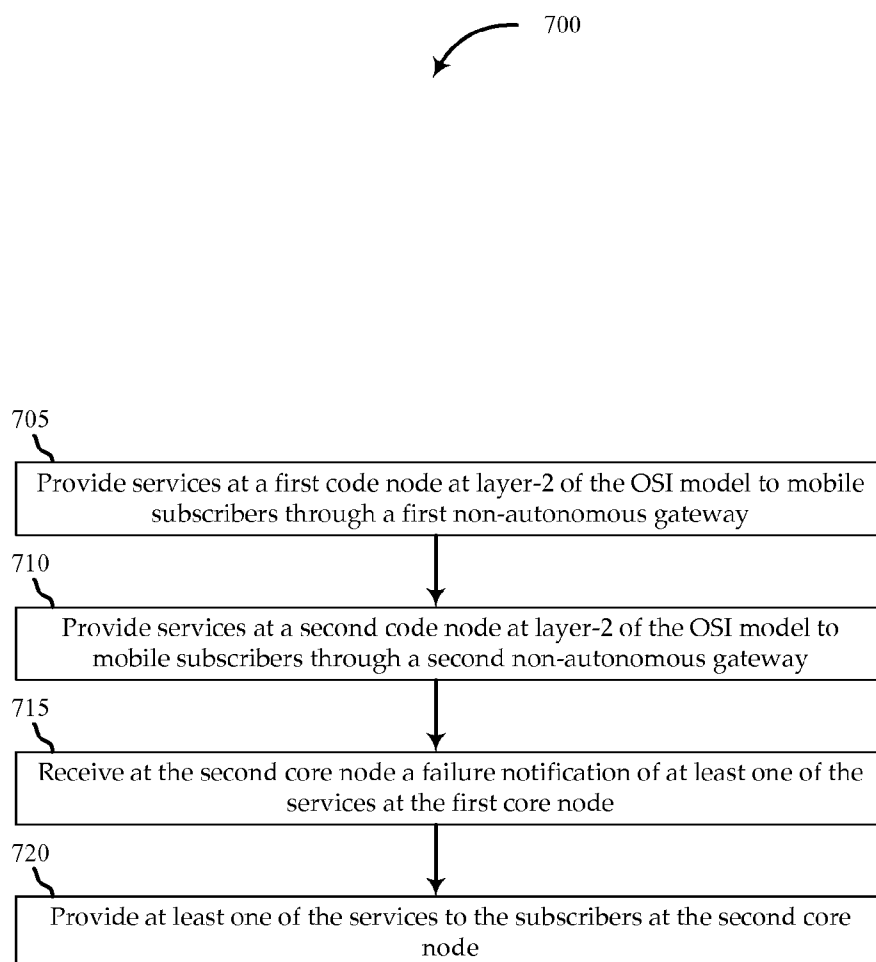 700
705
Provide services at a first code node at layer-2 of the OSI model to mobile
subscribers through a first non-autonomous gateway
710
Provide services at a second code node at layer-2 of the OSI model to
mobile subscribers through a second non-autonomous gateway
715
Receive at the second core node a failure notification of at least one of the
services at the first core node
720
Provide at least one of the services to the subscribers at the second core
node